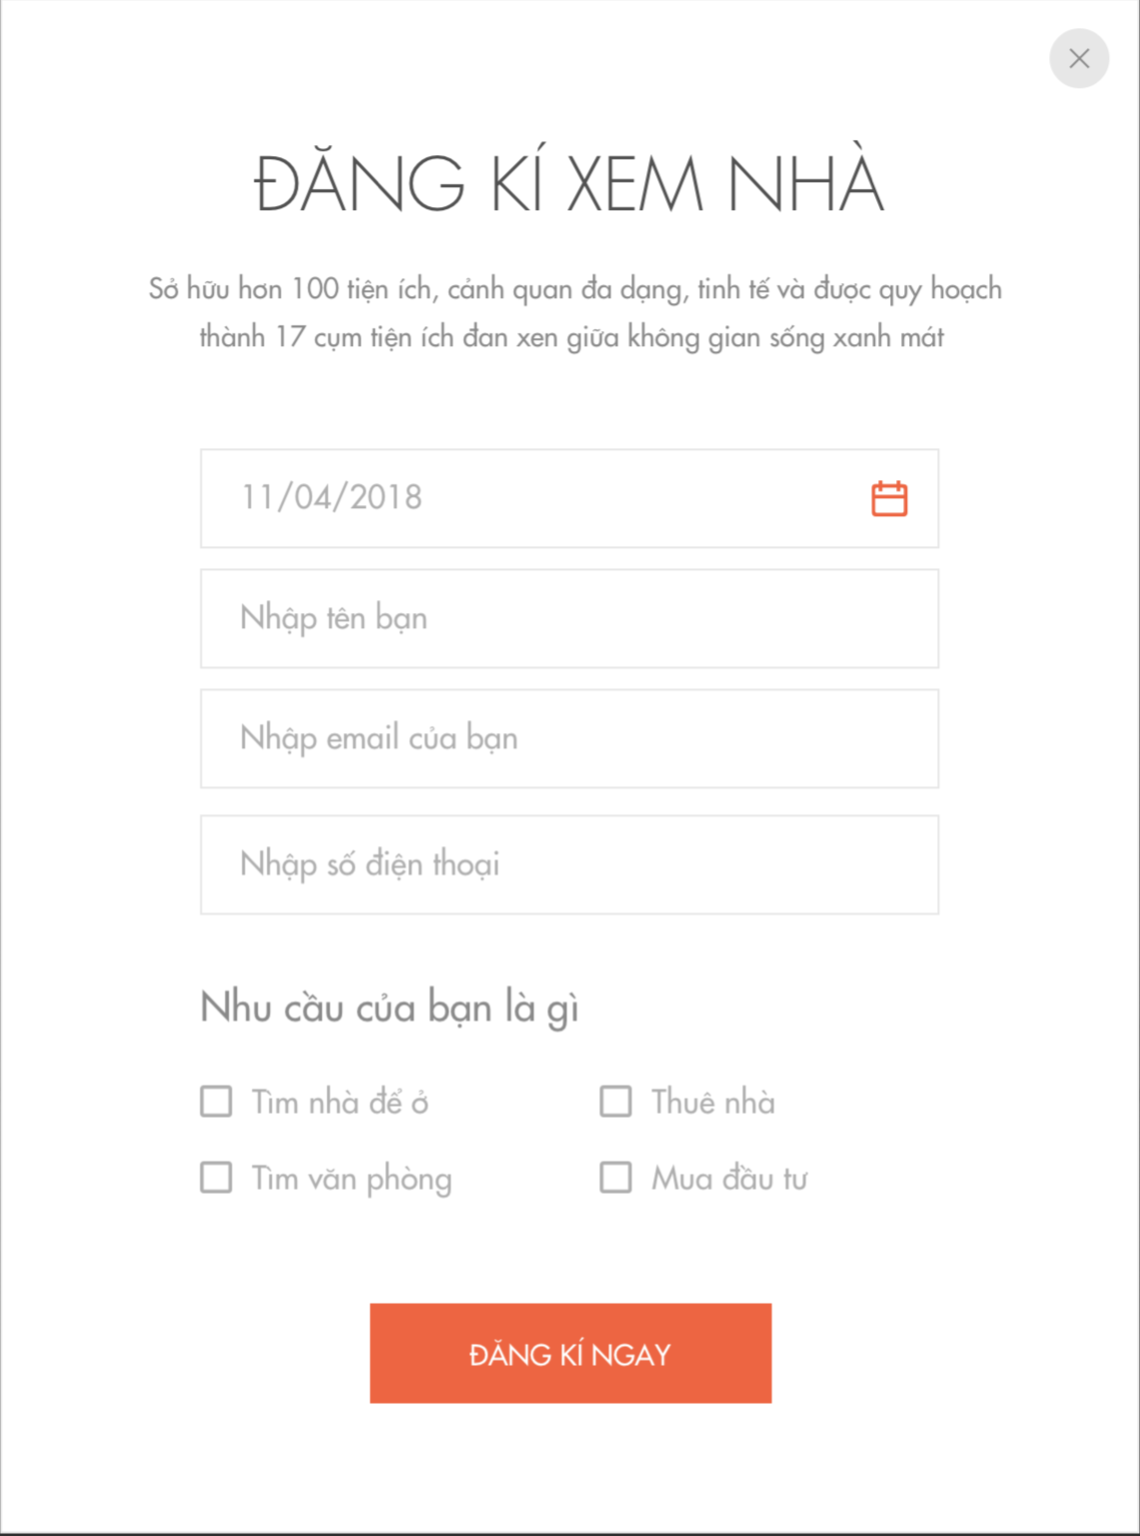 ĐĂNG KÍ XEM NHÀ
Sở hữu hơn 100 tiện ích, cảnh quan đa dạng, tinh tế và được quy hoạch
thành 17 cụm tiện ích đan xen giữa không gian sống xanh mát
11/04/2018
Nhập tên bạn
Nhập email của bạn
Nhập số điện thoại
Nhu cầu của bạn là gì
Tìm nhà để ở
Thuê nhà
Tìm văn phòng
Mua đầu tư
ĐĂNG KÍ NGAY